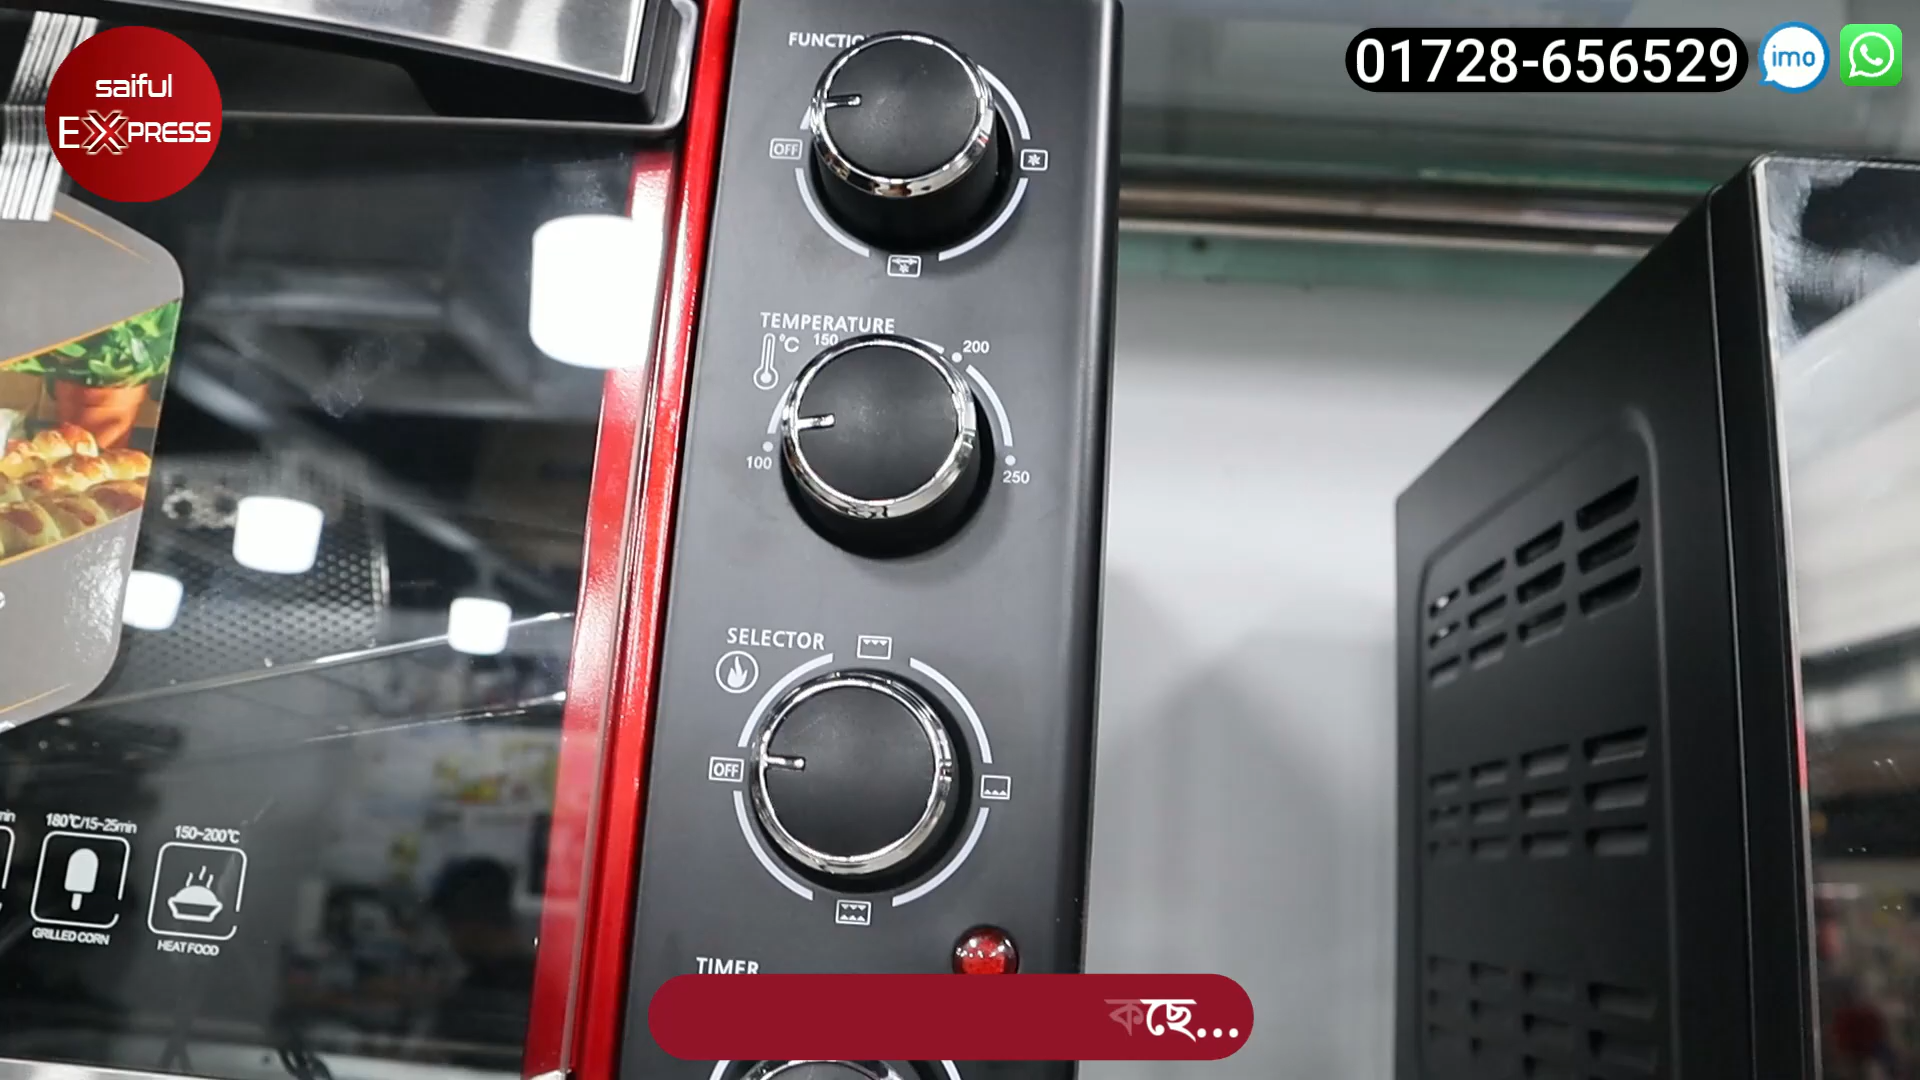 saiful
EXPRESS
01728-656529
imo
OFF
TEMPERATURE
°C
150
200
100
250
SELECTOR
OFF
180℃/15~25min
150~200℃
GRILLED CORN
HEAT FOOD
TIMER
কছে...